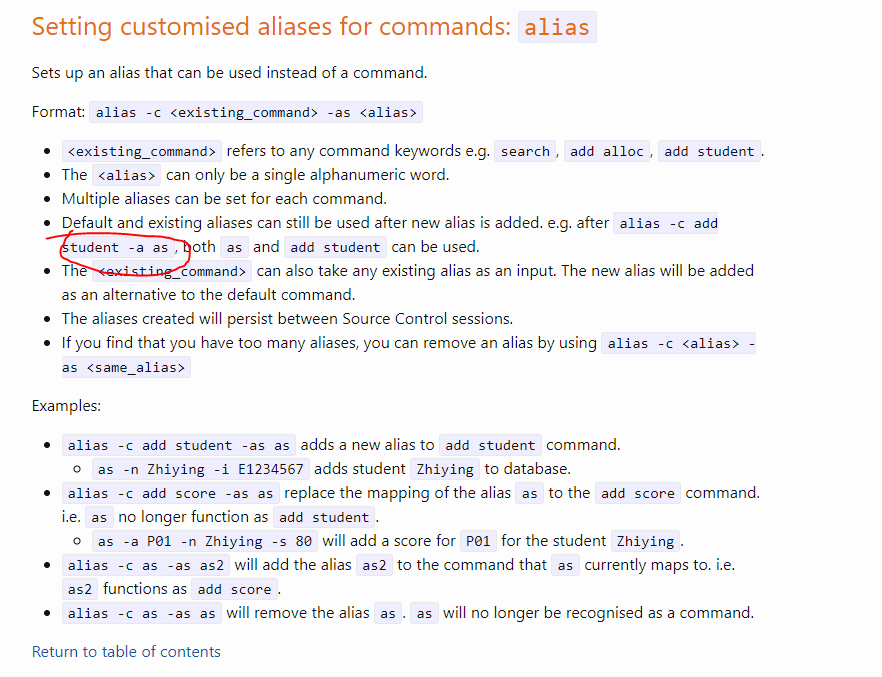 Setting customised aliases for commands: alias
Sets up an alias that can be used instead of a command.
Format: alias -c <existing_command> -as <alias>
<existing_command> refers to any command keywords e.g. search, add alloc, add student.
The <alias> can only be a single alphanumeric word.
Multiple aliases can be set for each command.
Default and existing aliases can still be used after new alias is added. e.g. after alias -c add
student -a as, both as and add student can be used.
The <existing_command> can also take any existing alias as an input. The new alias will be added
as an alternative to the default command.
The aliases created will persist between Source Control sessions.
If you find that you have too many aliases, you can remove an alias by using alias -c <alias> -
as <same_alias>
Examples:
alias -c add student -as as adds a new alias to add student command.
as -n Zhiying -i E1234567 adds student Zhiying to database.
alias -c add score -as as replace the mapping of the alias as to the add score command.
i.e. as no longer function as add student.
as -a P01 -n Zhiying -s 80 will add a score for P01 for the student Zhiying.
alias -c as -as as2 will add the alias as2 to the command that as currently maps to. i.e.
as2 functions as add score.
alias -c as -as as will remove the alias as. as will no longer be recognised as a command.
Return to table of contents